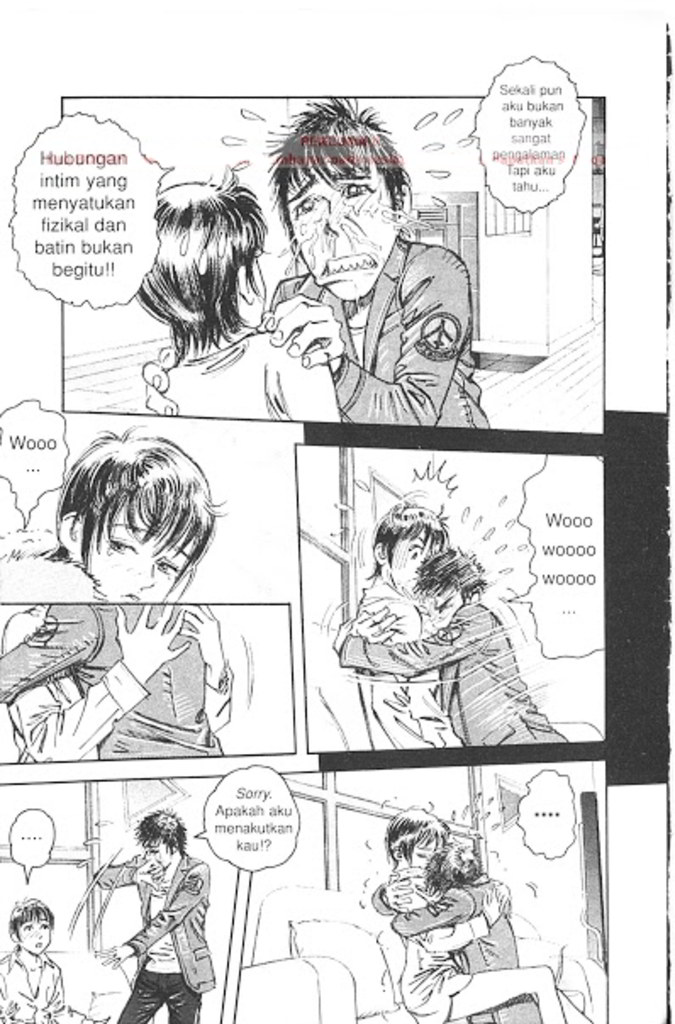 Sekali pun
aku bukan
banyak
sangat
pengalaman
Tapi aku
tahu...
Hubungan
intim yang
menyatukan
fizikal dan
batin bukan
begitu!!
Wooo
...
Wooo
woooo
woooo
...
....
Sorry.
Apakah aku
menakutkan
kau!?
....